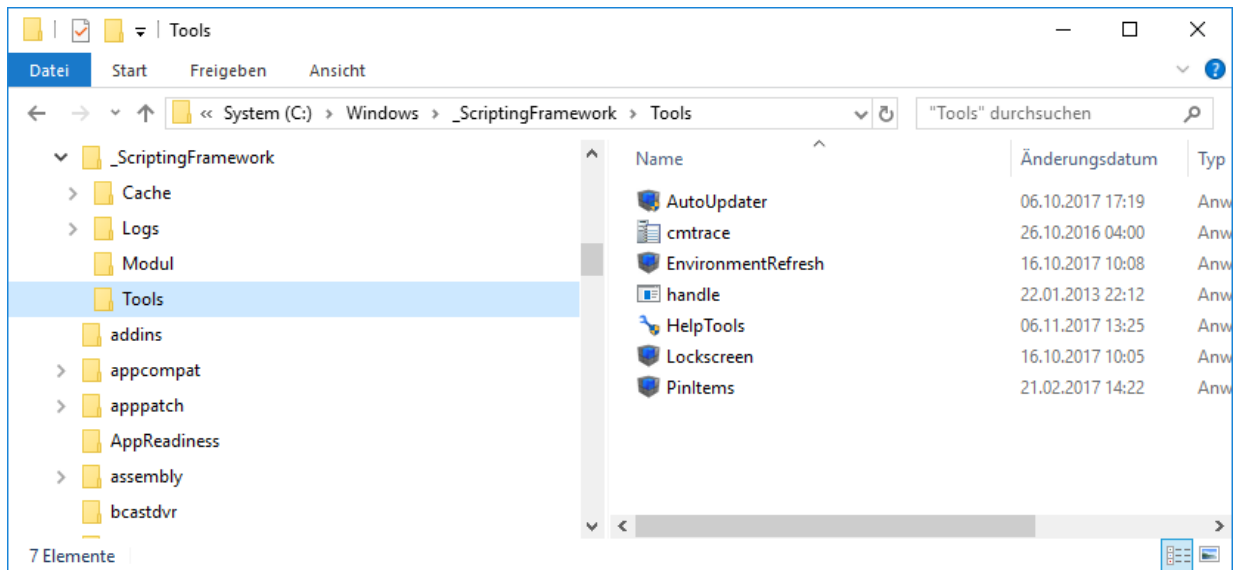 Tools
Datei Start Freigeben Ansicht
« System (C:) › Windows › _ScriptingFramework › Tools "Tools" durchsuchen
_ScriptingFramework
Cache
Logs
Modul
Tools
addins
appcompat
apppatch
AppReadiness
assembly
bcastdvr
Name Änderungsdatum Typ
AutoUpdater 06.10.2017 17:19 Anw
cmtrace 26.10.2016 04:00 Anw
EnvironmentRefresh 16.10.2017 10:08 Anw
handle 22.01.2013 22:12 Anw
HelpTools 06.11.2017 13:25 Anw
Lockscreen 16.10.2017 10:05 Anw
PinItems 21.02.2017 14:22 Anw
7 Elemente